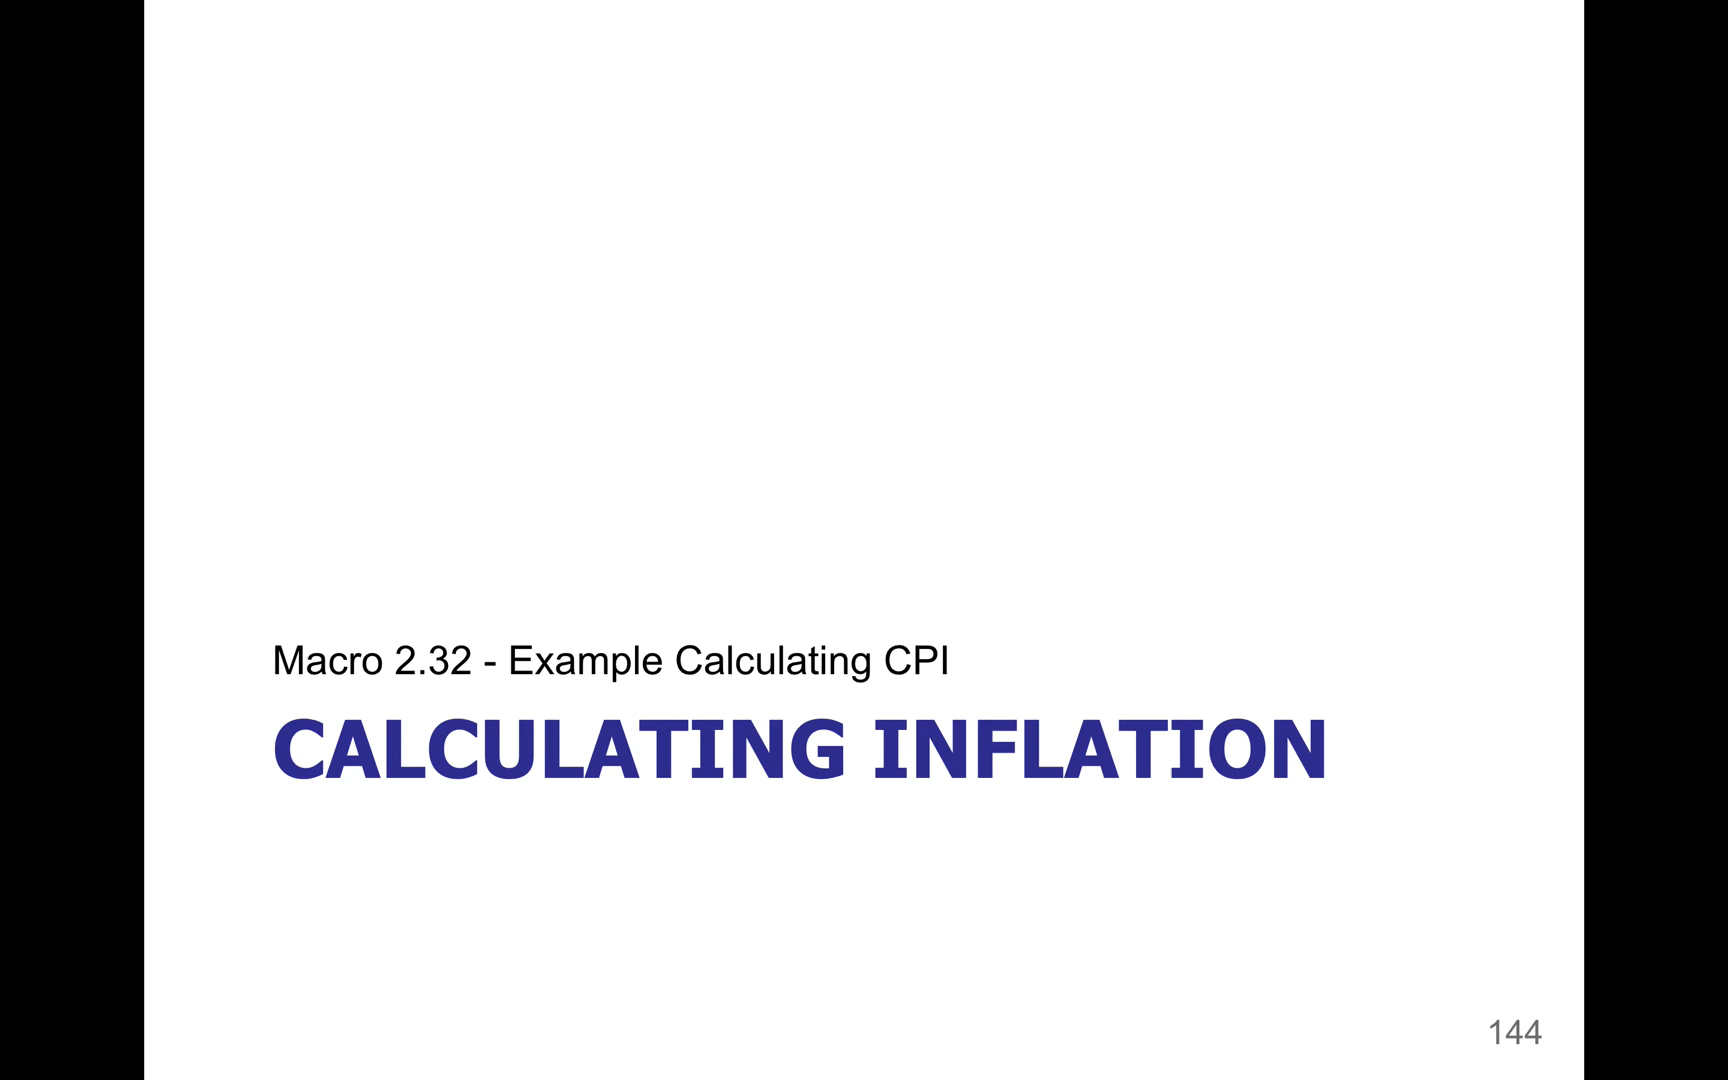 Macro 2.32 - Example Calculating CPI
CALCULATING INFLATION
144